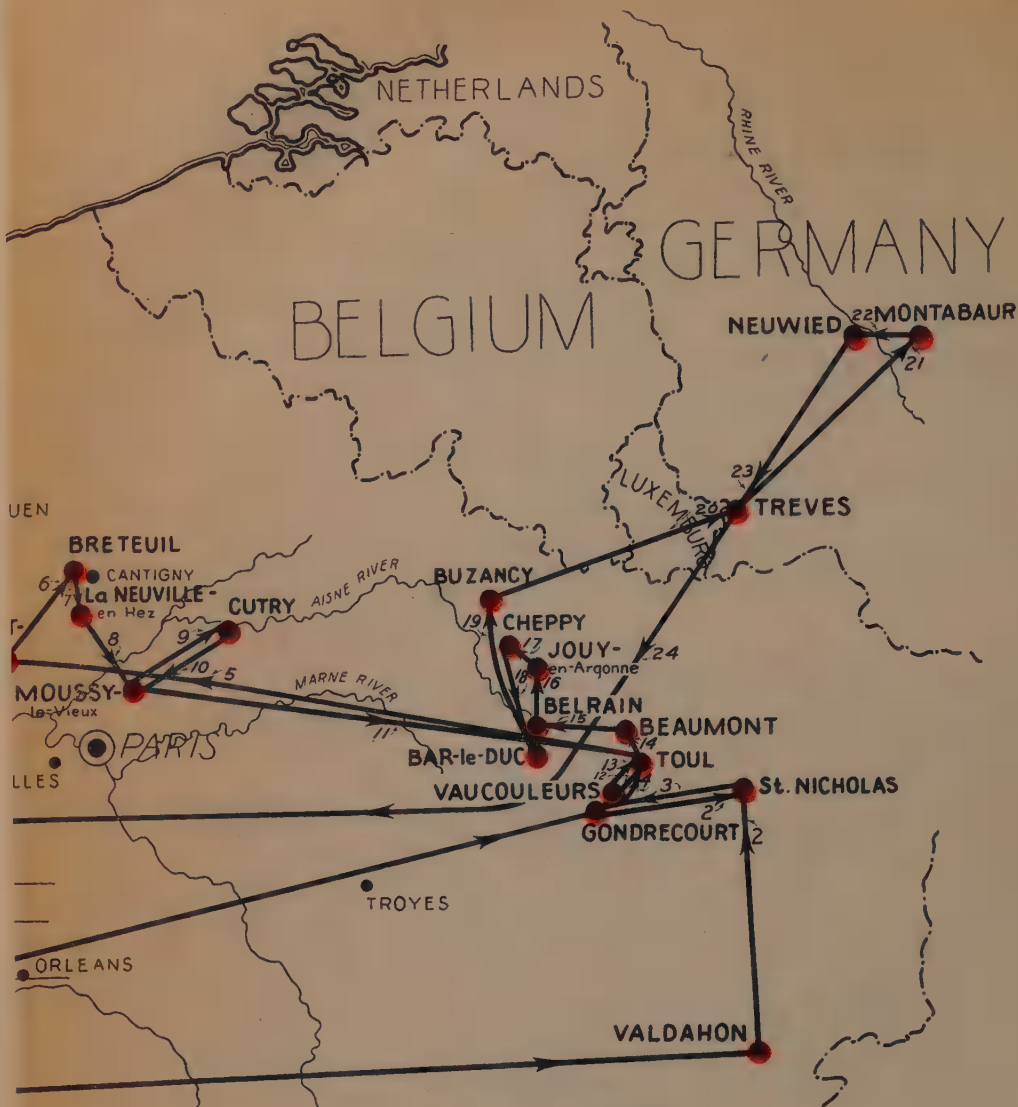 NETHERLANDS
RHINE RIVER
GERMANY
BELGIUM
NEUWIED
22
MONTABAUR
21
23
LUXEMBURG
20
TREVES
UEN
BRETEUIL
6
CANTIGNY
7
La NEUVILLE-
en Hez
CUTRY
AISNE RIVER
BUZANCY
8
9
19
CHEPPY
17
JOUY-
en-Argonne
24
T-
10
5
18
16
MOUSSY-
le-Vieux
MARNE RIVER
BELRAIN
15
BEAUMONT
11
14
PARIS
BAR-le-DUC
13
TOUL
LLES
12
4
VAUCOULEURS
3
St. NICHOLAS
2
GONDRECOURT
2
TROYES
ORLEANS
VALDAHON